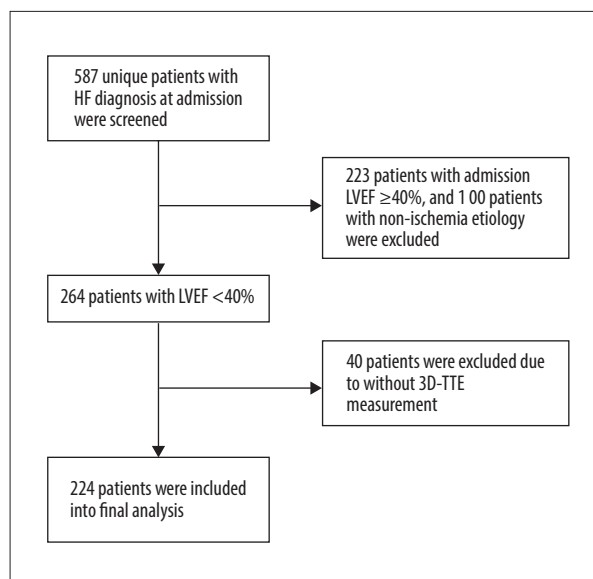 587 unique patients with
HF diagnosis at admission
were screened
223 patients with admission
LVEF ≥40%, and 1 00 patients
with non-ischemia etiology
were excluded
264 patients with LVEF <40%
40 patients were excluded due
to without 3D-TTE
measurement
224 patients were included
into final analysis